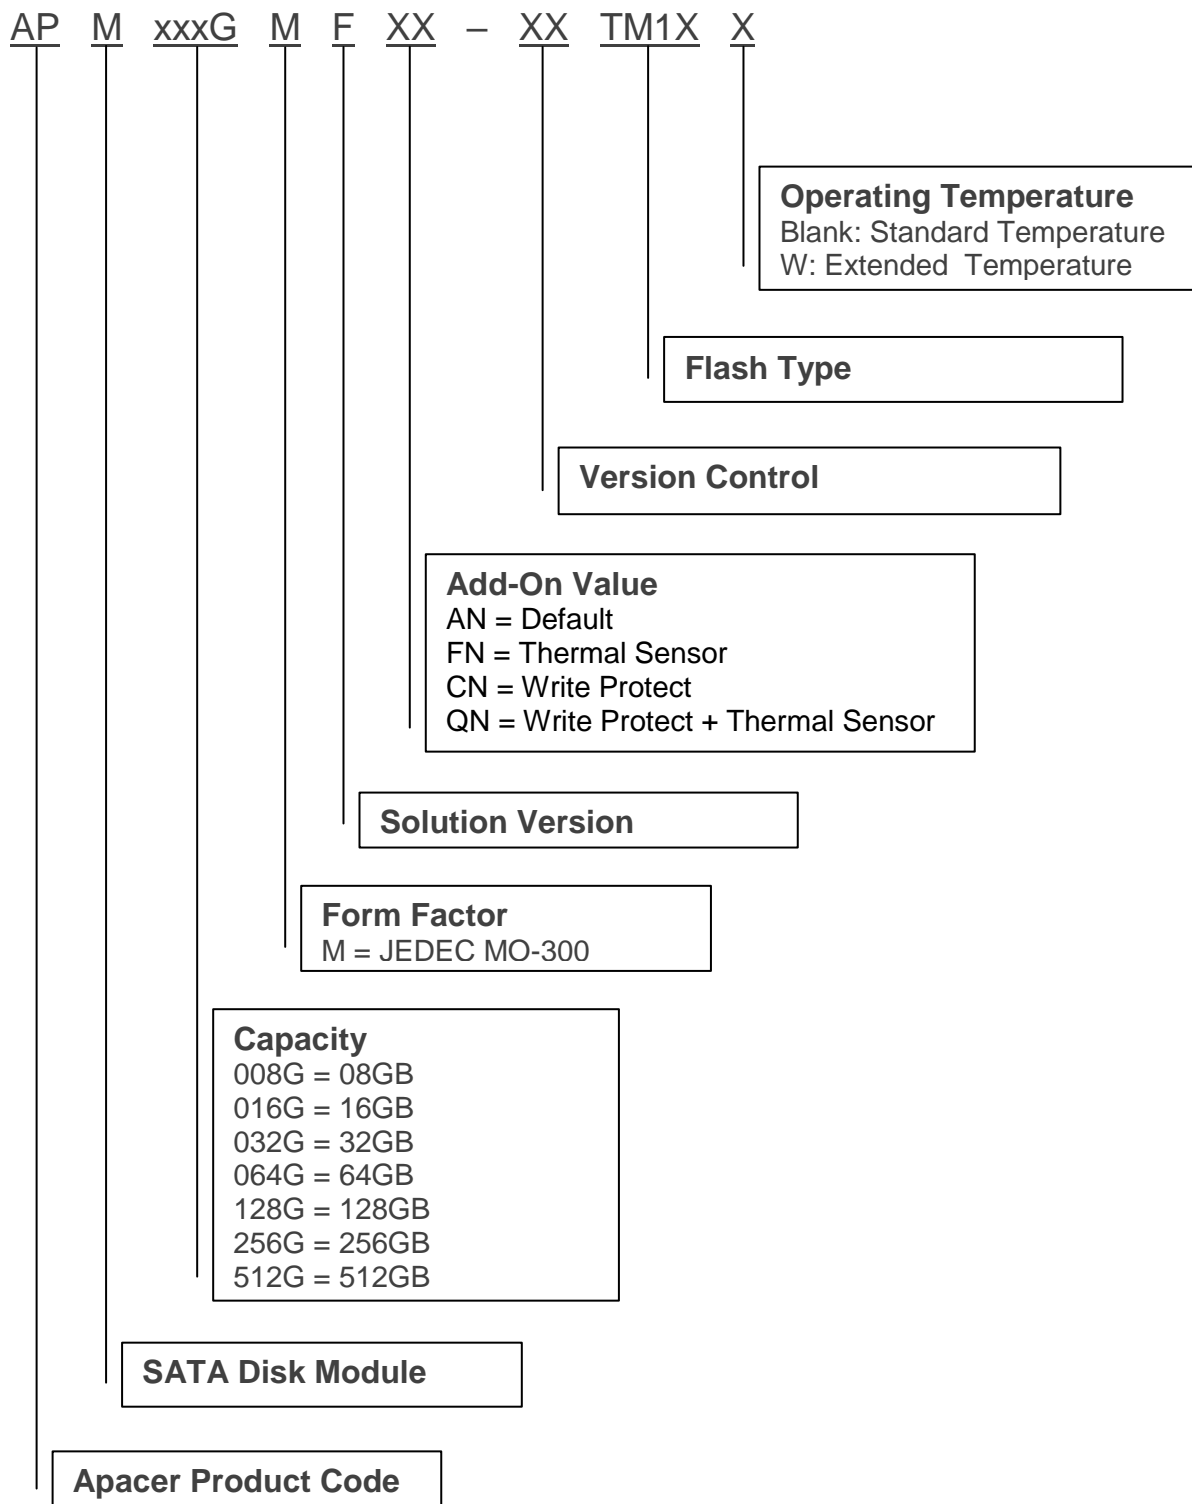 AP M xxxG M F XX – XX TM1X X
Operating Temperature
Blank: Standard Temperature
W: Extended Temperature
Flash Type
Version Control
Add-On Value
AN = Default
FN = Thermal Sensor
CN = Write Protect
QN = Write Protect + Thermal Sensor
Solution Version
Form Factor
M = JEDEC MO-300
Capacity
008G = 08GB
016G = 16GB
032G = 32GB
064G = 64GB
128G = 128GB
256G = 256GB
512G = 512GB
SATA Disk Module
Apacer Product Code